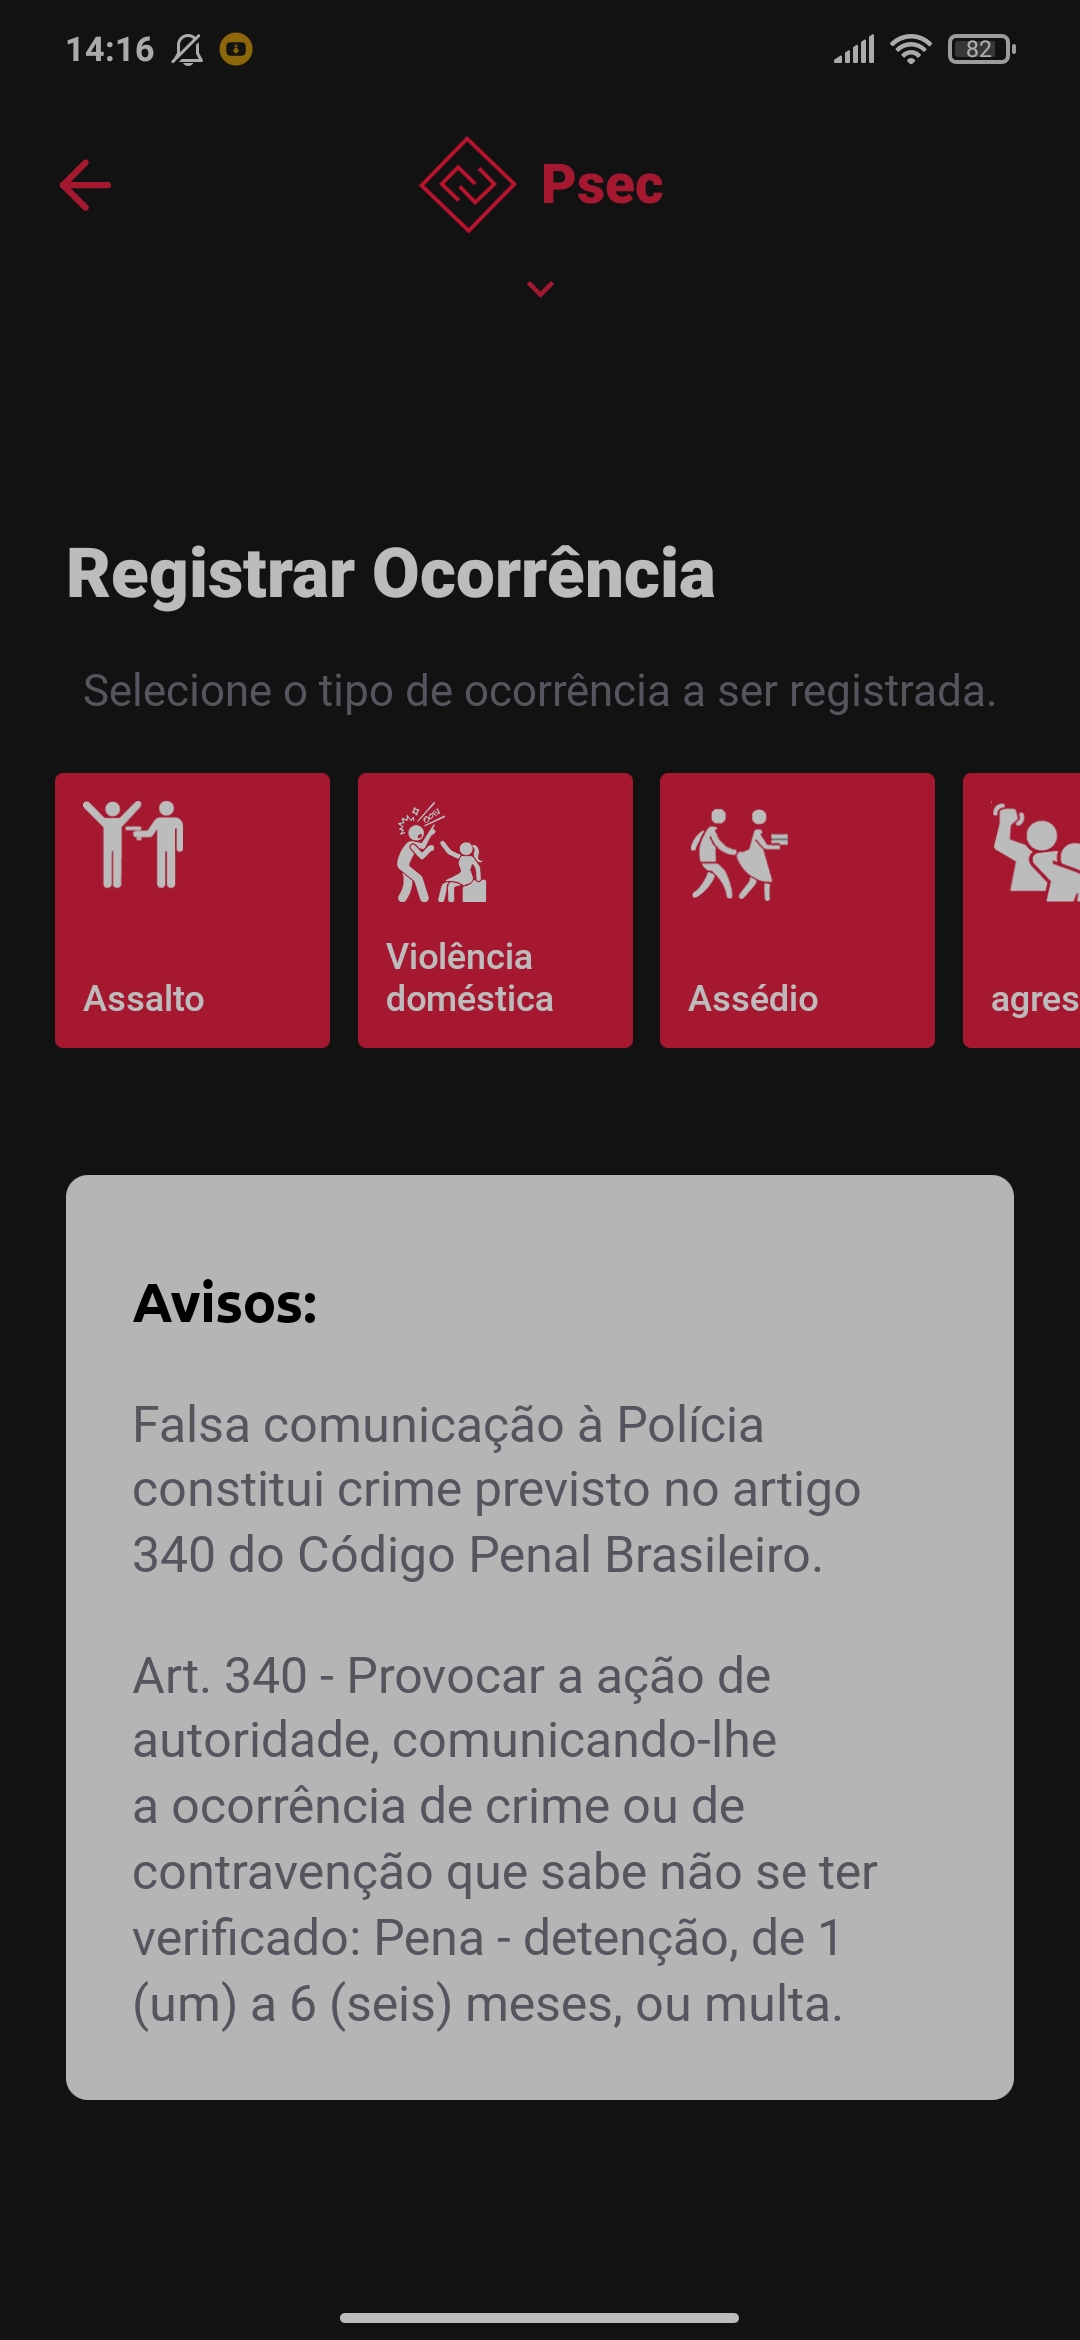 14:16
82
Psec
Registrar Ocorrência
Selecione o tipo de ocorrência a ser registrada.
Assalto
Violência
doméstica
Assédio
agres
Avisos:
Falsa comunicação à Polícia
constitui crime previsto no artigo
340 do Código Penal Brasileiro.
Art. 340 - Provocar a ação de
autoridade, comunicando-lhe
a ocorrência de crime ou de
contravenção que sabe não se ter
verificado: Pena - detenção, de 1
(um) a 6 (seis) meses, ou multa.